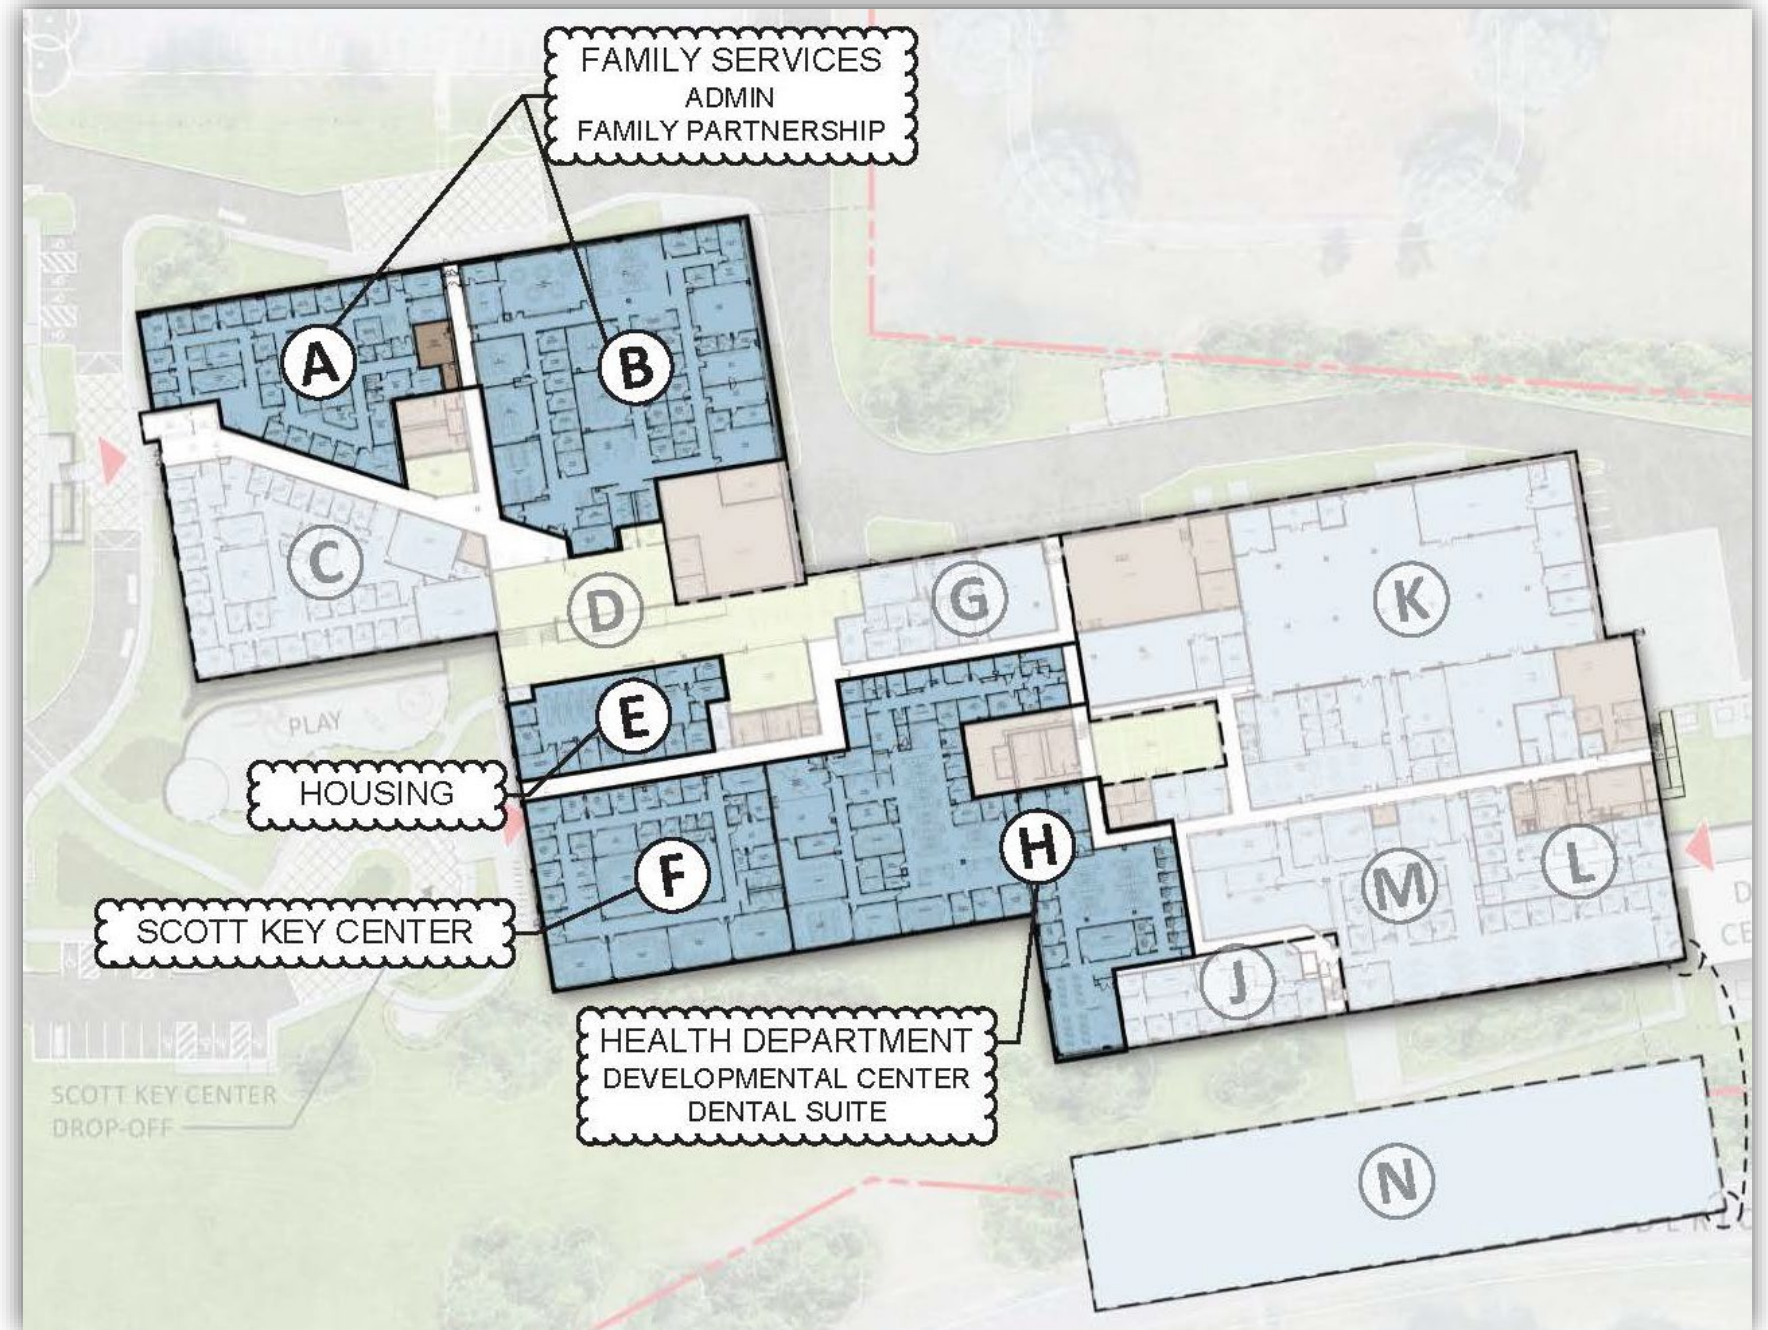 FAMILY SERVICES
ADMIN
FAMILY PARTNERSHIP
A
B
C
D
G
K
E
PLAY
HOUSING
H
F
M
L
SCOTT KEY CENTER
D
CE
J
HEALTH DEPARTMENT
DEVELOPMENTAL CENTER
DENTAL SUITE
SCOTT KEY CENTER
DROP-OFF
N